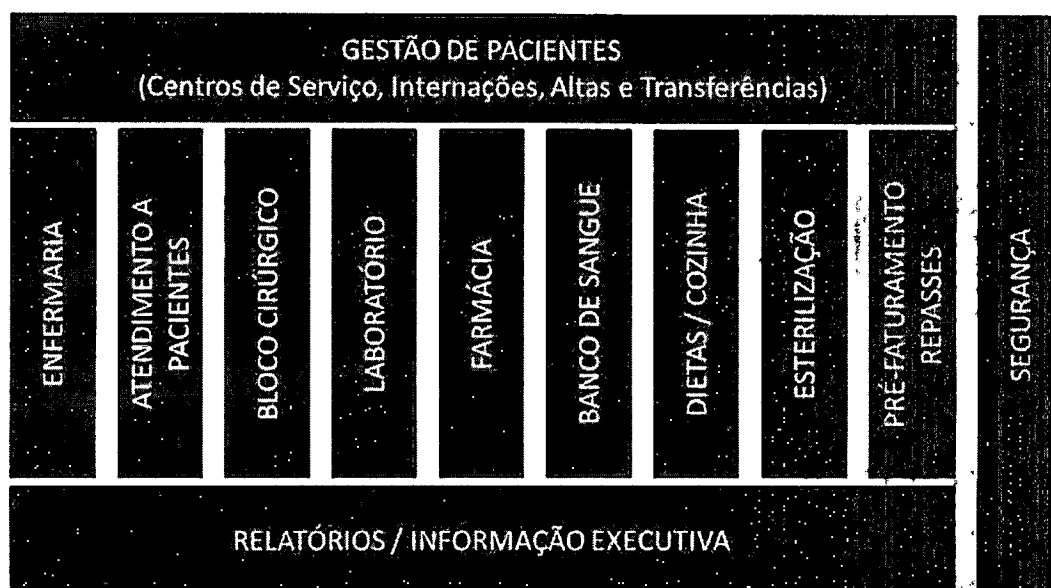 GESTÃO DE PACIENTES
(Centros de Serviço, Internações, Altas e Transferências)
ENFERMARIA
ATENDIMENTO A
PACIENTES
BLOCO CIRÚRGICO
LABORATÓRIO
FARMÁCIA
BANCO DE SANGUE
DIETAS / COZINHA
ESTERILIZAÇÃO
PRÉ-FATURAMENTO
REPASSES
SEGURANÇA
RELATÓRIOS / INFORMAÇÃO EXECUTIVA